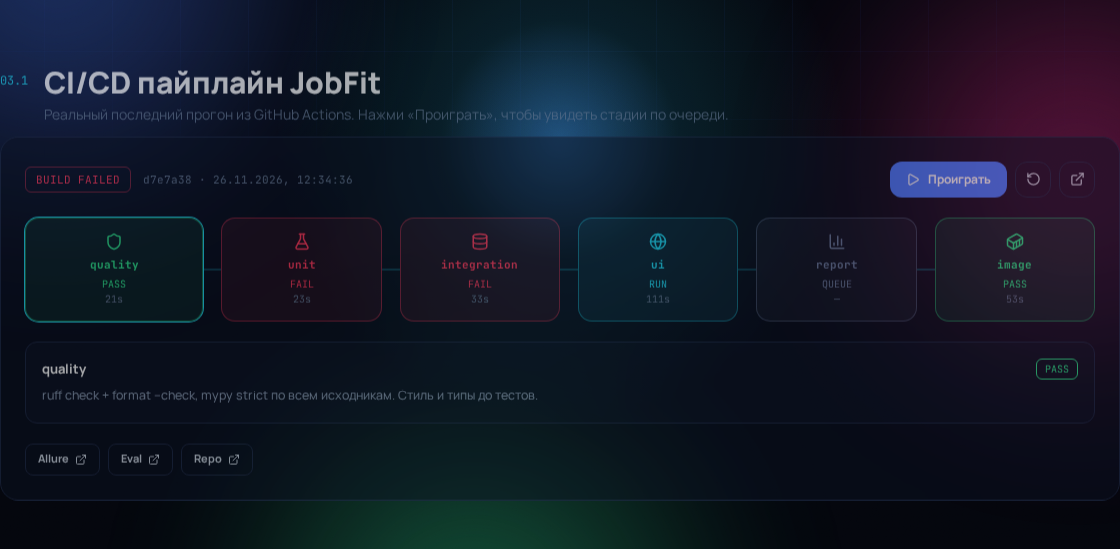 03.1
CI/CD пайплайн JobFit
Реальный последний прогон из GitHub Actions. Нажми «Проиграть», чтобы увидеть стадии по очереди.
BUILD FAILED d7e7a38 · 26.11.2026, 12:34:36 Проиграть
quality unit integration ui report image
PASS FAIL FAIL RUN QUEUE PASS
21s 23s 33s 111s — 53s
quality PASS
ruff check + format –check, mypy strict по всем исходникам. Стиль и типы до тестов.
Allure Eval Repo